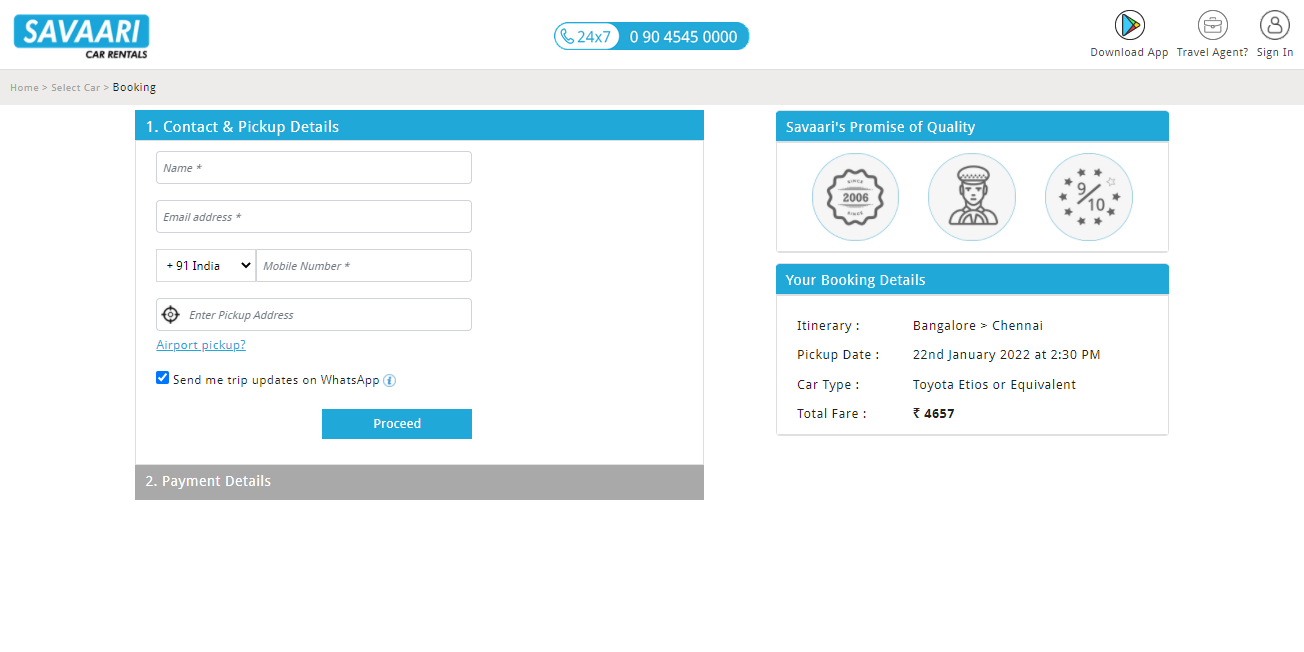 SAVAARI
CAR RENTALS
24x7 0 90 4545 0000
Download App
Travel Agent?
Sign In
Home > Select Car > Booking
1. Contact & Pickup Details
Name *
Email address *
+ 91 India
Mobile Number *
Enter Pickup Address
Airport pickup?
Send me trip updates on WhatsApp i
Proceed
2. Payment Details
Savaari's Promise of Quality
SINCE
2006
SINCE
9/10
Your Booking Details
Itinerary : Bangalore > Chennai
Pickup Date : 22nd January 2022 at 2:30 PM
Car Type : Toyota Etios or Equivalent
Total Fare : ₹ 4657